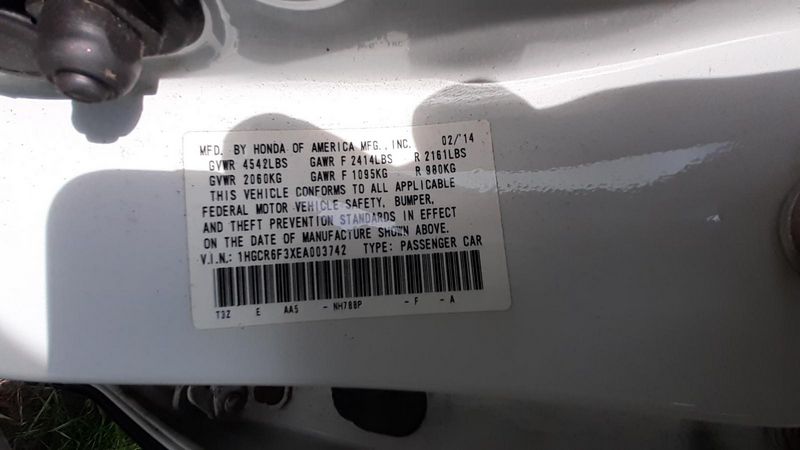 MFD. BY HONDA OF AMERICA MFG., INC. 02/'14
GVWR 4542LBS GAWR F 2414LBS R 2161LBS
GVWR 2060KG GAWR F 1095KG R 980KG
THIS VEHICLE CONFORMS TO ALL APPLICABLE
FEDERAL MOTOR VEHICLE SAFETY, BUMPER,
AND THEFT PREVENTION STANDARDS IN EFFECT
ON THE DATE OF MANUFACTURE SHOWN ABOVE.
V.I.N.: 1HGCR6F3XEA003742 TYPE: PASSENGER CAR
T3Z E AA5 - NH788P - F - A